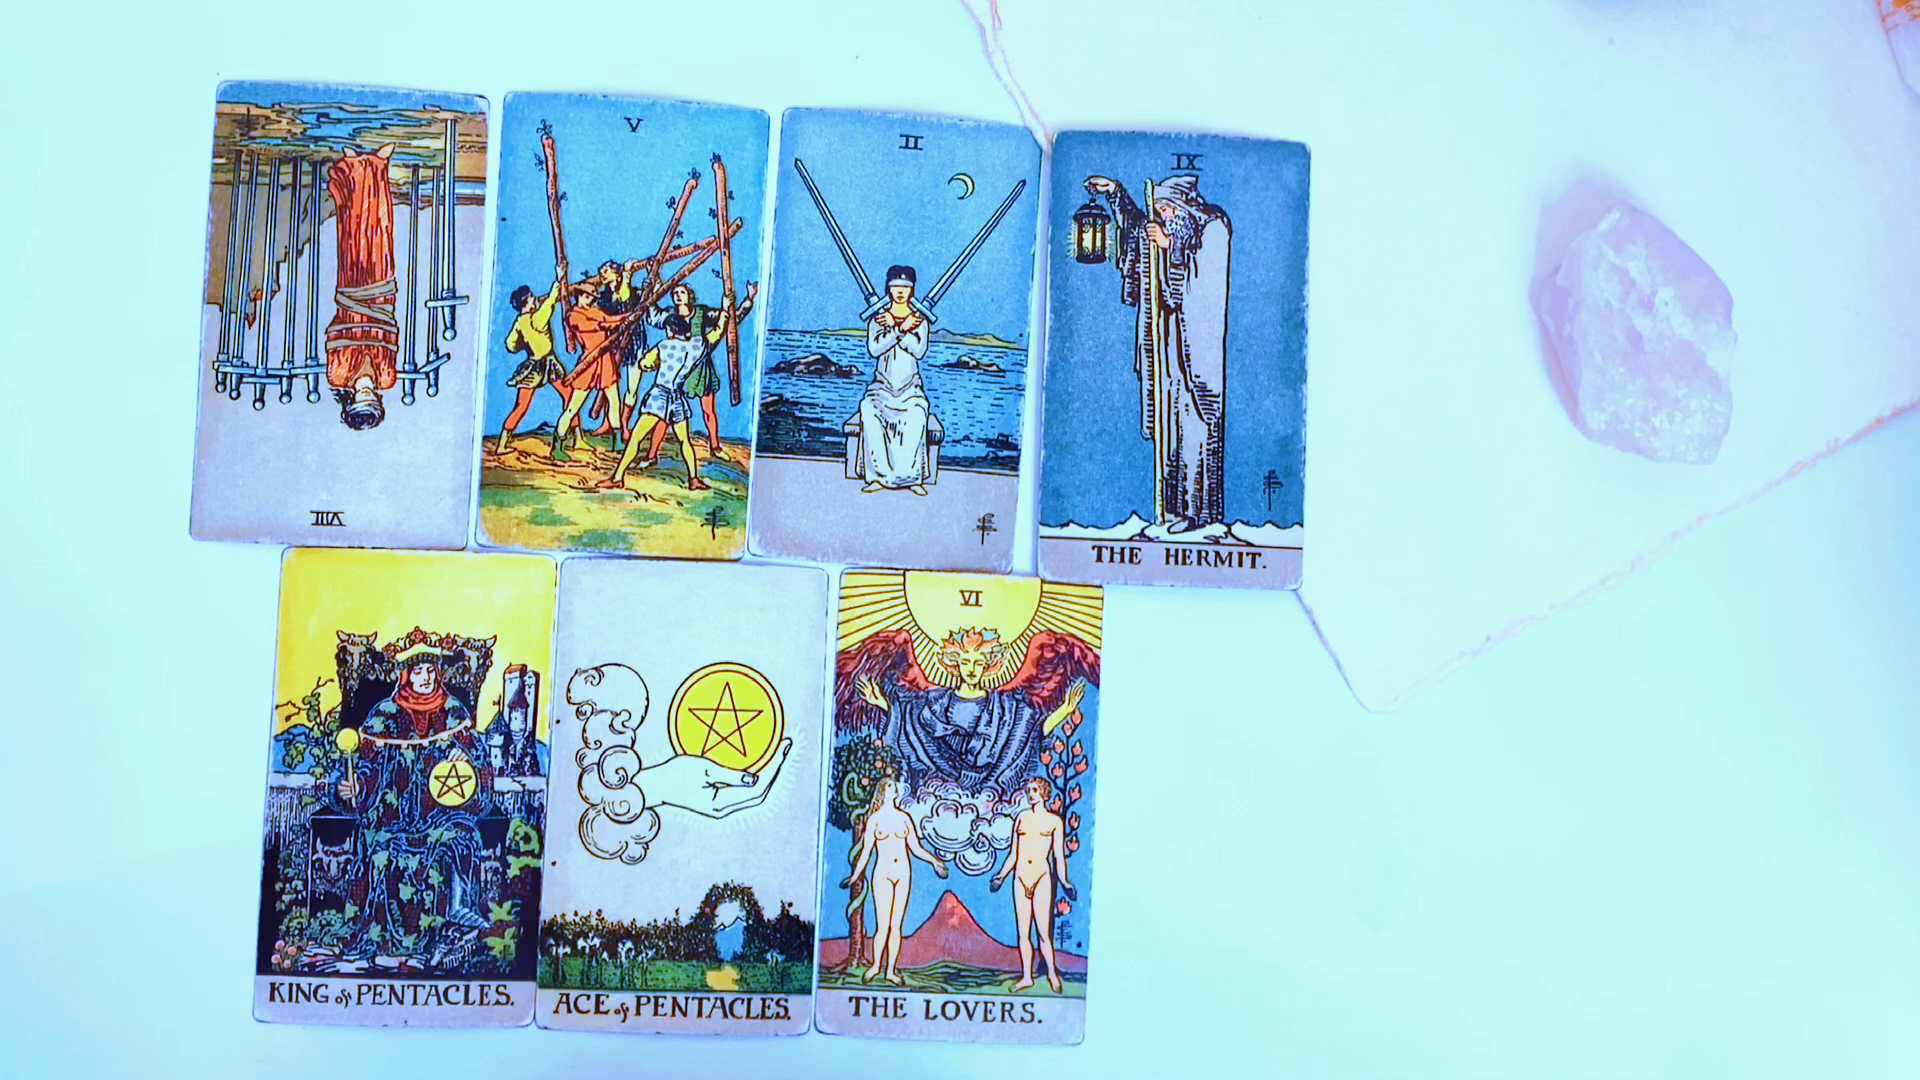 VIII
V
II
IX
THE HERMIT.
KING of PENTACLES.
ACE of PENTACLES.
VI
THE LOVERS.